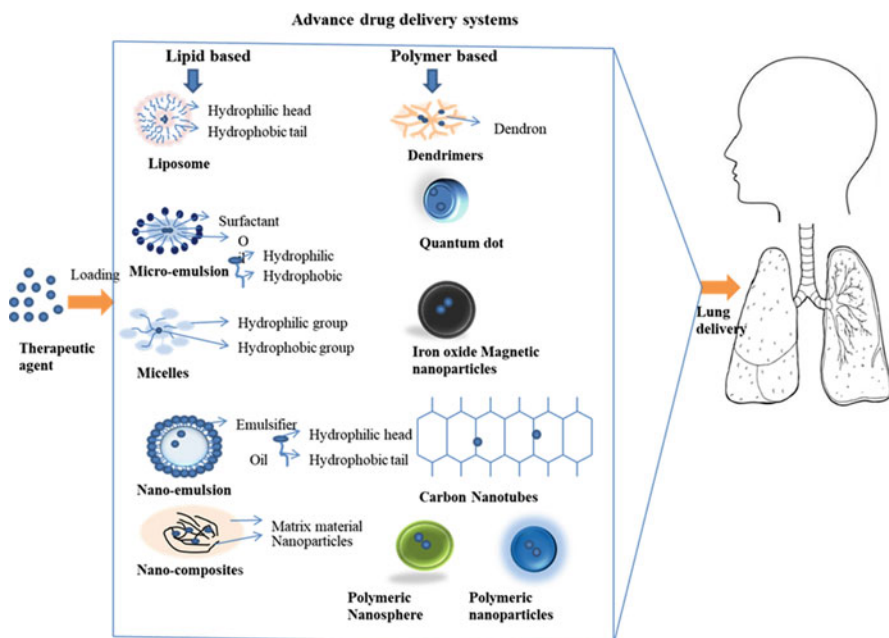 Advance drug delivery systems
Lipid based
Hydrophilic head
Hydrophobic tail
Liposome
Surfactant
O
i
l
Hydrophilic
Hydrophobic
Micro-emulsion
Hydrophilic group
Hydrophobic group
Micelles
Emulsifier
Oil
Hydrophilic head
Hydrophobic tail
Nano-emulsion
Matrix material
Nanoparticles
Nano-composites
Polymer based
Dendron
Dendrimers
Quantum dot
Iron oxide Magnetic
nanoparticles
Carbon Nanotubes
Polymeric
Nanosphere
Polymeric
nanoparticles
Loading
Therapeutic
agent
Lung
delivery